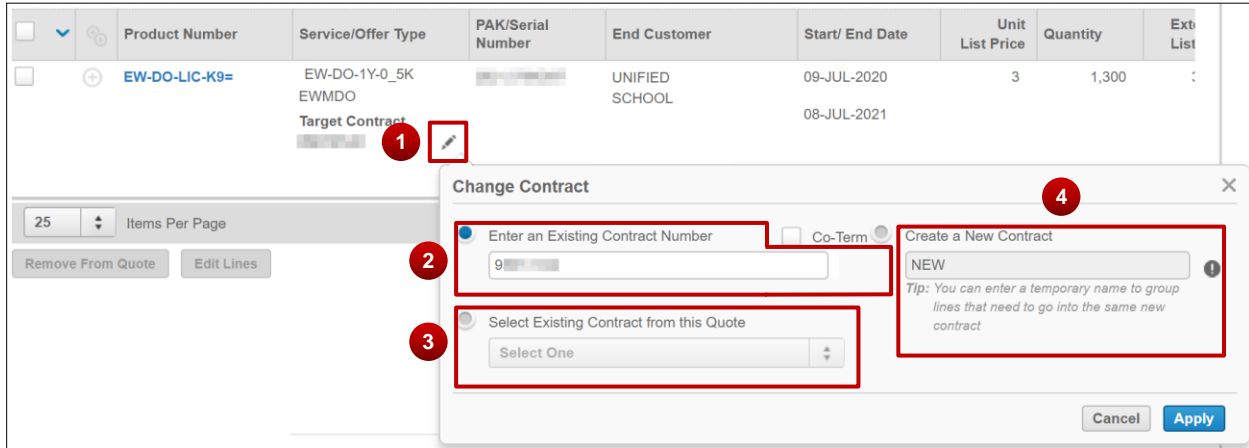 Product Number
Service/Offer Type
PAK/Serial
Number
End Customer
Start/ End Date
Unit
List Price
Quantity
Exte
List
EW-DO-LIC-K9=
EW-DO-1Y-0_5K
EWMDO
UNIFIED
SCHOOL
09-JUL-2020
08-JUL-2021
3
1,300
Target Contract
1
Change Contract
4
25
Items Per Page
Remove From Quote
Edit Lines
2
Enter an Existing Contract Number
Co-Term
9
Create a New Contract
NEW
Tip: You can enter a temporary name to group
lines that need to go into the same new
contract
3
Select Existing Contract from this Quote
Select One
Cancel
Apply